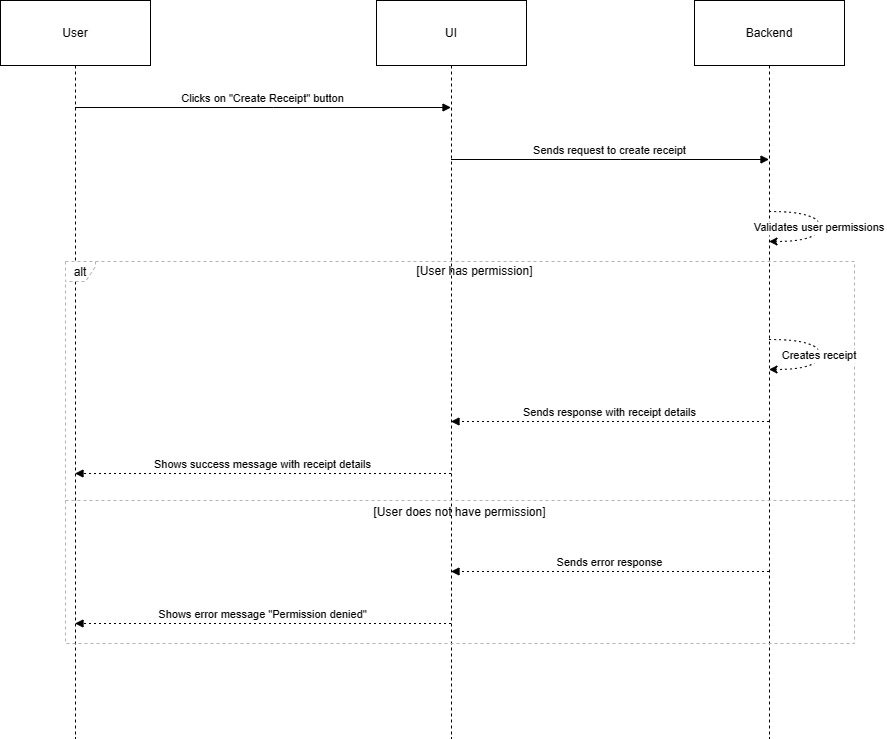 User
UI
Backend
Clicks on "Create Receipt" button
Sends request to create receipt
Validates user permissions
alt
[User has permission]
Creates receipt
Sends response with receipt details
Shows success message with receipt details
[User does not have permission]
Sends error response
Shows error message "Permission denied"